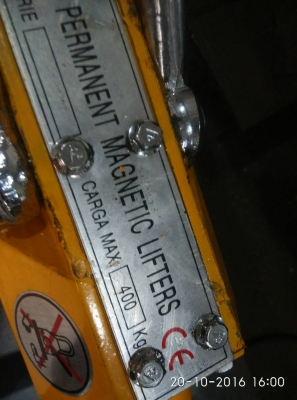 RIE
PERMANENT MAGNETIC LIFTERS
CARGA MAX: 400 Kg
CE
20-10-2016 16:00